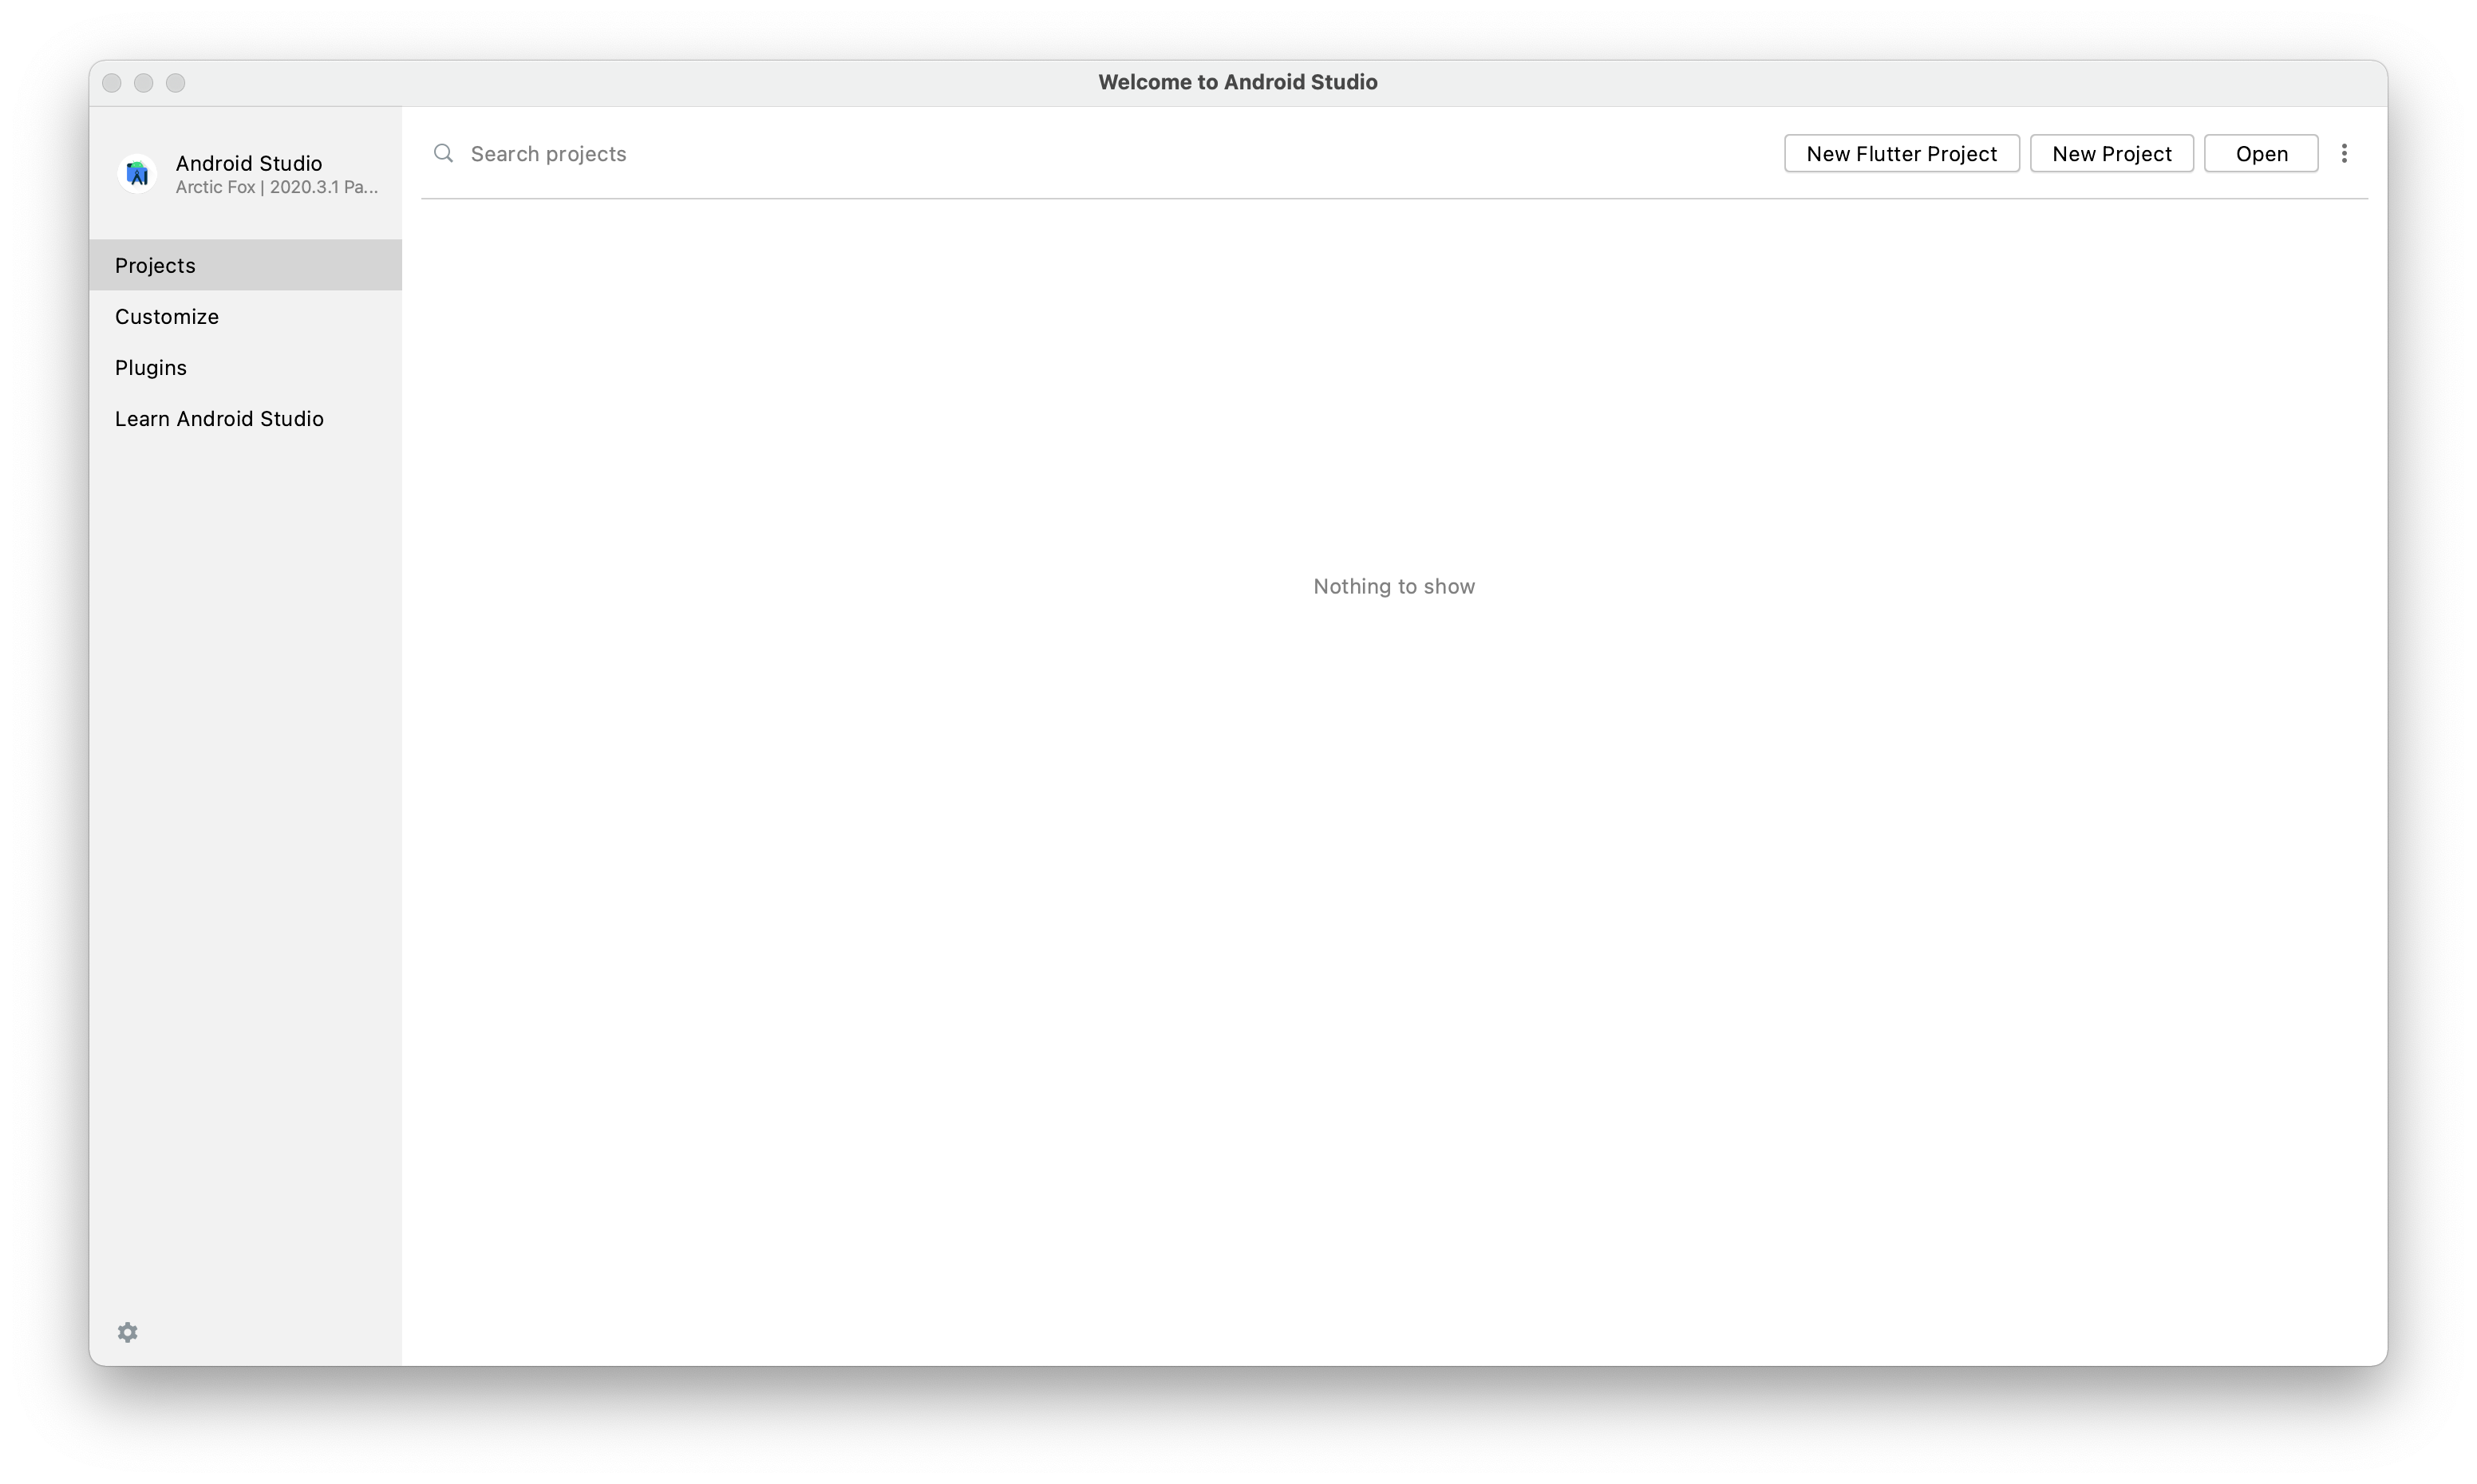 Welcome to Android Studio
Android Studio
Arctic Fox | 2020.3.1 Pa...
Search projects
New Flutter Project
New Project
Open
Projects
Customize
Plugins
Learn Android Studio
Nothing to show